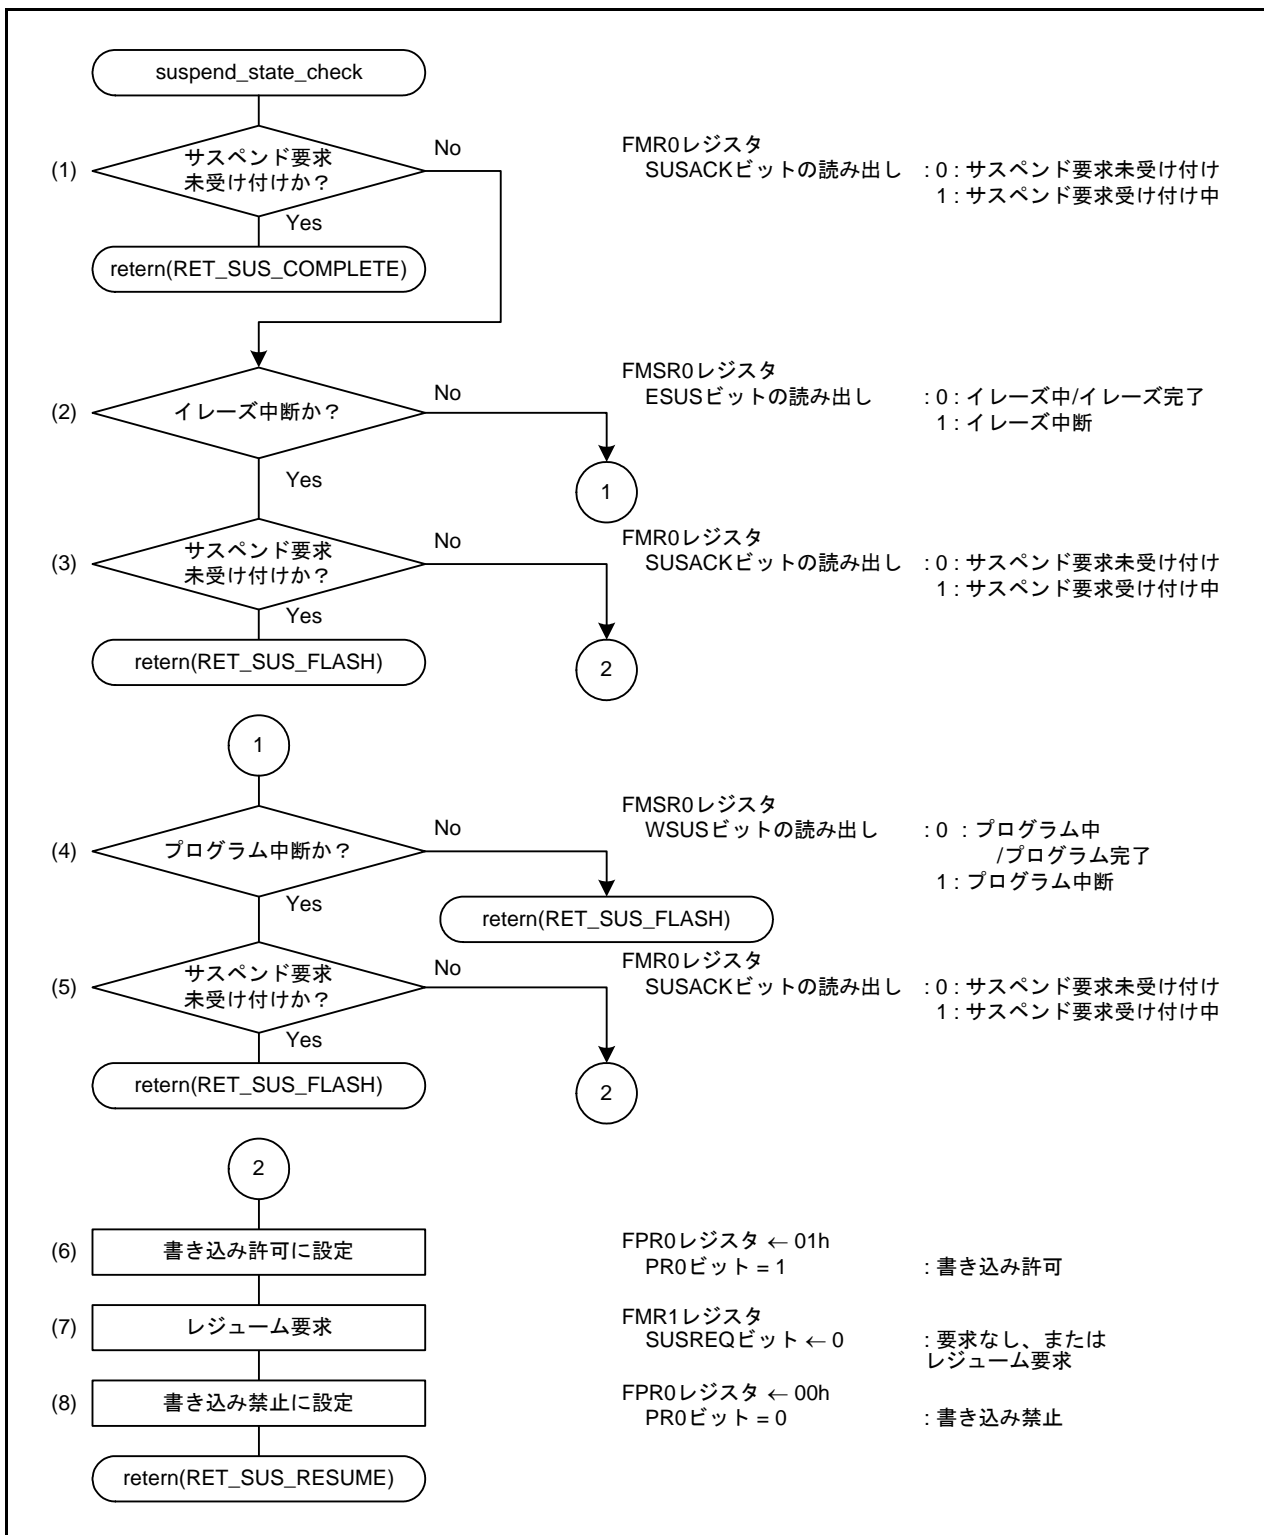 suspend_state_check
(1)
サスペンド要求
未受け付けか？
No
Yes
FMR0レジスタ
SUSACKビットの読み出し : 0 : サスペンド要求未受け付け
1 : サスペンド要求受け付け中
retern(RET_SUS_COMPLETE)
(2)
イレーズ中断か？
No
Yes
FMSR0レジスタ
ESUSビットの読み出し : 0 : イレーズ中/イレーズ完了
1 : イレーズ中断
1
(3)
サスペンド要求
未受け付けか？
No
Yes
FMR0レジスタ
SUSACKビットの読み出し : 0 : サスペンド要求未受け付け
1 : サスペンド要求受け付け中
retern(RET_SUS_FLASH)
2
1
(4)
プログラム中断か？
No
Yes
FMSR0レジスタ
WSUSビットの読み出し : 0 : プログラム中
/プログラム完了
1 : プログラム中断
retern(RET_SUS_FLASH)
(5)
サスペンド要求
未受け付けか？
No
Yes
FMR0レジスタ
SUSACKビットの読み出し : 0 : サスペンド要求未受け付け
1 : サスペンド要求受け付け中
retern(RET_SUS_FLASH)
2
2
(6)
書き込み許可に設定
FPR0レジスタ ← 01h
PR0ビット = 1 : 書き込み許可
(7)
レジューム要求
FMR1レジスタ
SUSREQビット ← 0 : 要求なし、または
レジューム要求
(8)
書き込み禁止に設定
FPR0レジスタ ← 00h
PR0ビット = 0 : 書き込み禁止
retern(RET_SUS_RESUME)